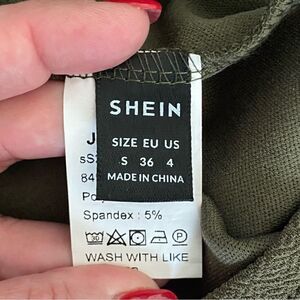 SHEIN
SIZE EU US
S 36 4
MADE IN CHINA
Spandex : 5%
WASH WITH LIKE